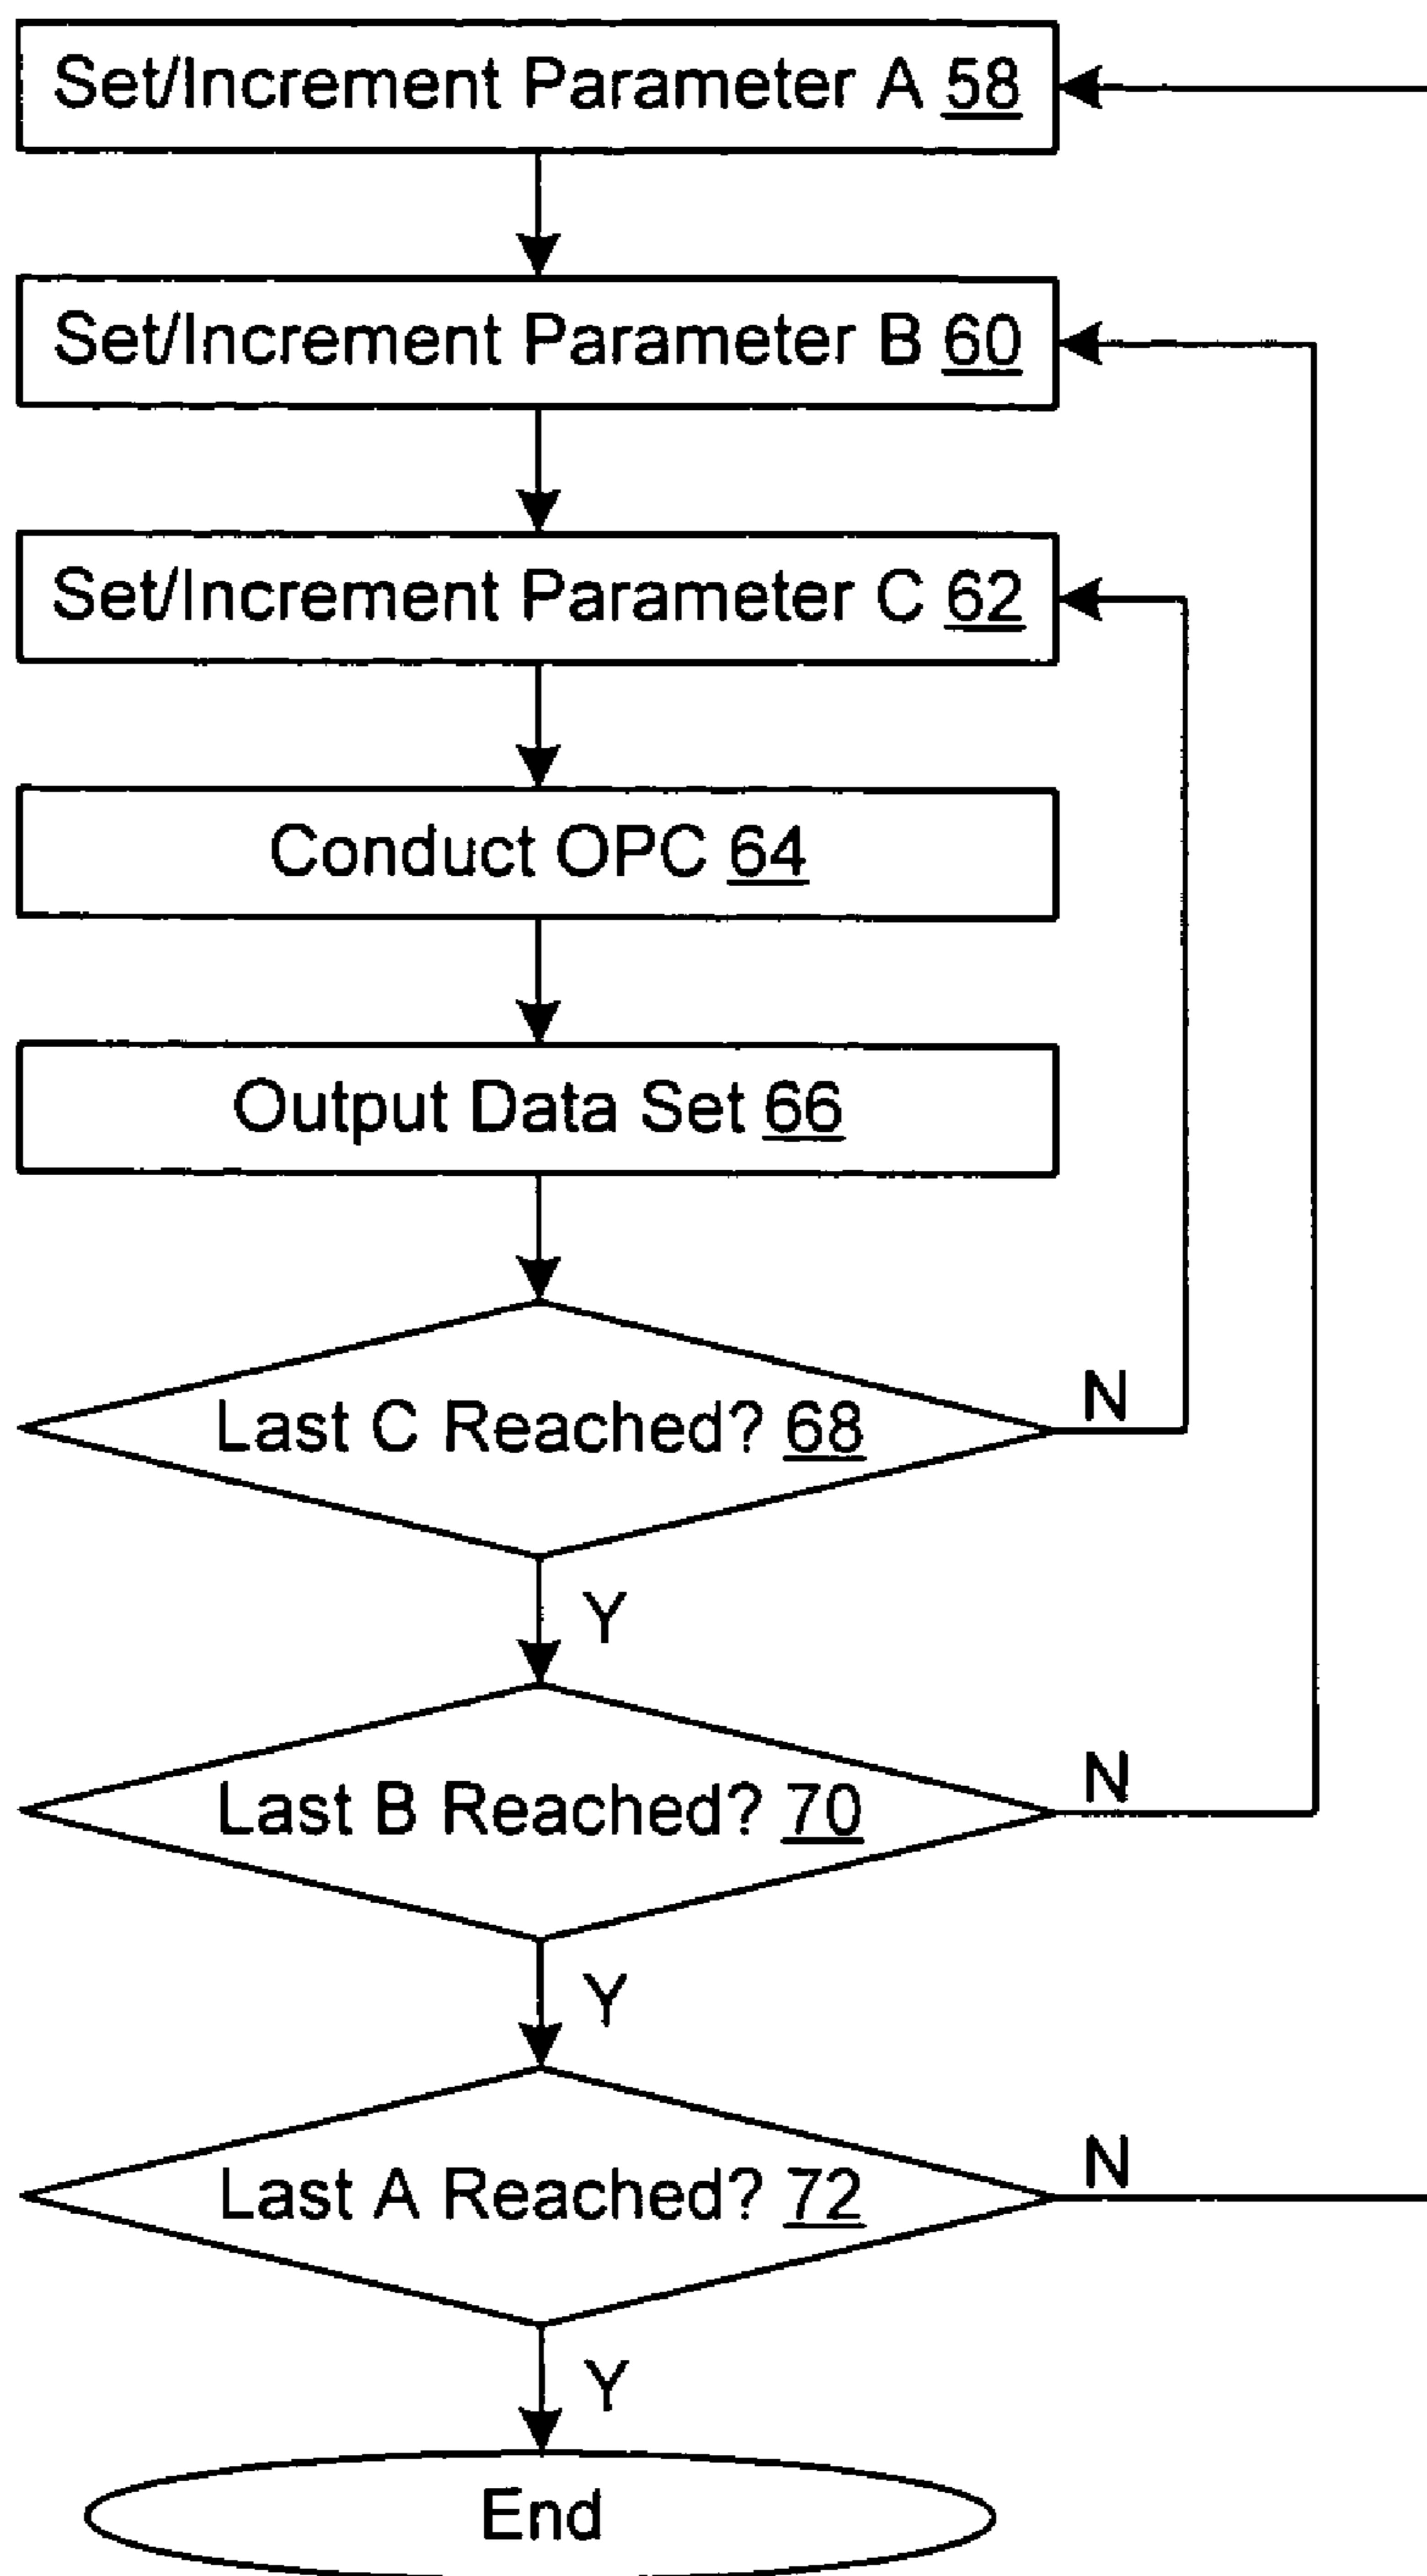 Set/Increment Parameter A 58
Set/Increment Parameter B 60
Set/Increment Parameter C 62
Conduct OPC 64
Output Data Set 66
Last C Reached? 68
N
Y
Last B Reached? 70
N
Y
Last A Reached? 72
N
Y
End